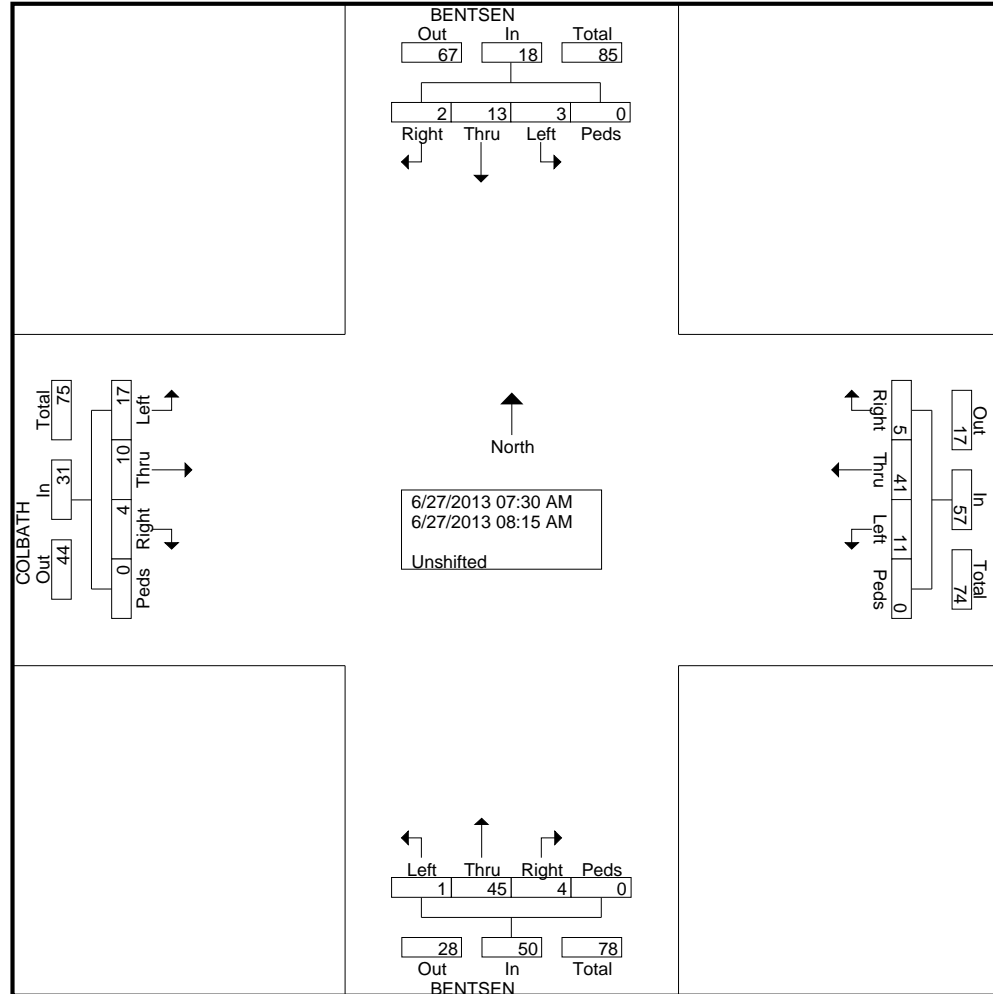 BENTSEN
Out In Total
67 18 85
2 13 3 0
Right Thru Left Peds
COLBATH
Total In Out
75 31 44
17 10 4 0
Left Thru Right Peds
North
6/27/2013 07:30 AM
6/27/2013 08:15 AM
Unshifted
Right Thru Left Peds
5 41 11 0
Out In Total
17 57 74
Left Thru Right Peds
1 45 4 0
28 50 78
Out In Total
BENTSEN